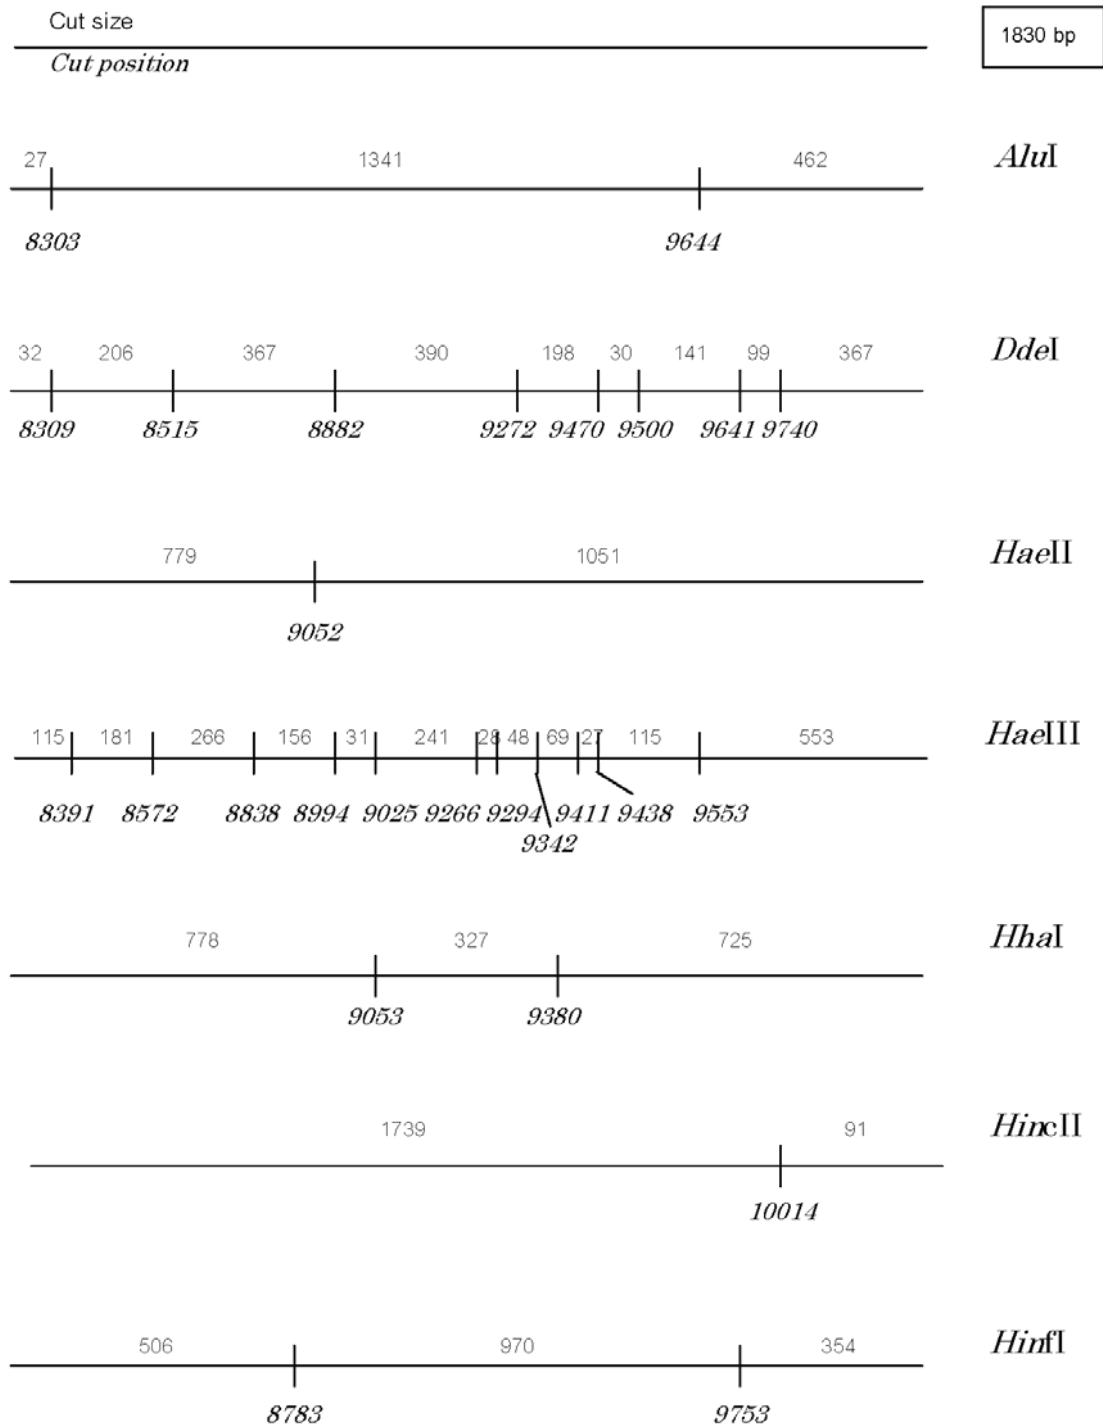 Cut size
1830 bp
Cut position
27 1341 462 AluI
8303 9644
32 206 367 390 198 30 141 99 367 DdeI
8309 8515 8882 9272 9470 9500 9641 9740
779 1051 HaeII
9052
115 181 266 156 31 241 28 48 69 27 115 553 HaeIII
8391 8572 8838 8994 9025 9266 9294 9411 9438 9553
9342
778 327 725 HhaI
9053 9380
1739 91 HincII
10014
506 970 354 HinfI
8783 9753